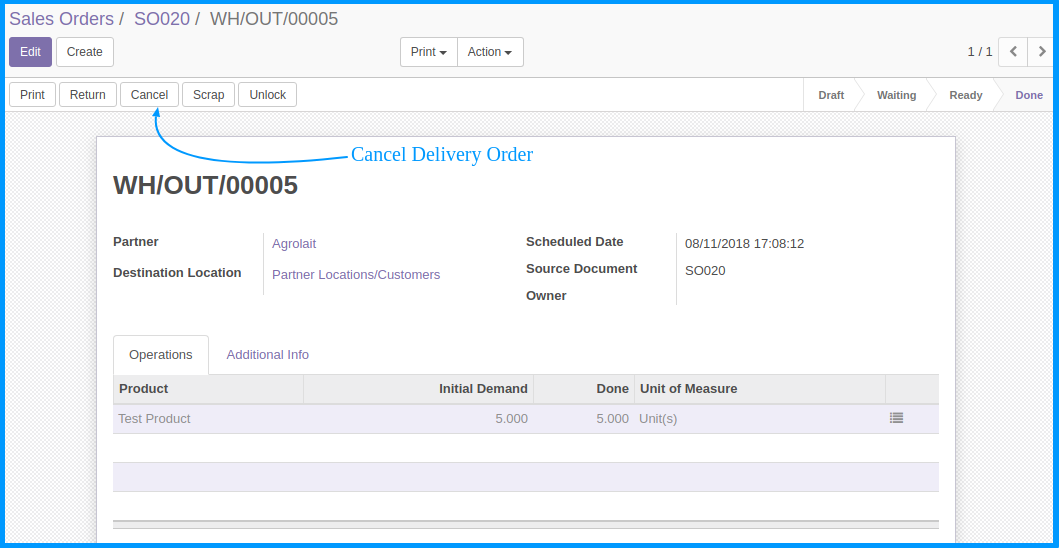 Sales Orders / SO020 / WH/OUT/00005
Edit Create Print Action 1 / 1
Print Return Cancel Scrap Unlock Draft Waiting Ready Done
Cancel Delivery Order
WH/OUT/00005
Partner Agrolait Scheduled Date 08/11/2018 17:08:12
Destination Location Partner Locations/Customers Source Document SO020
Owner
Operations Additional Info
Product Initial Demand Done Unit of Measure
Test Product 5.000 5.000 Unit(s)